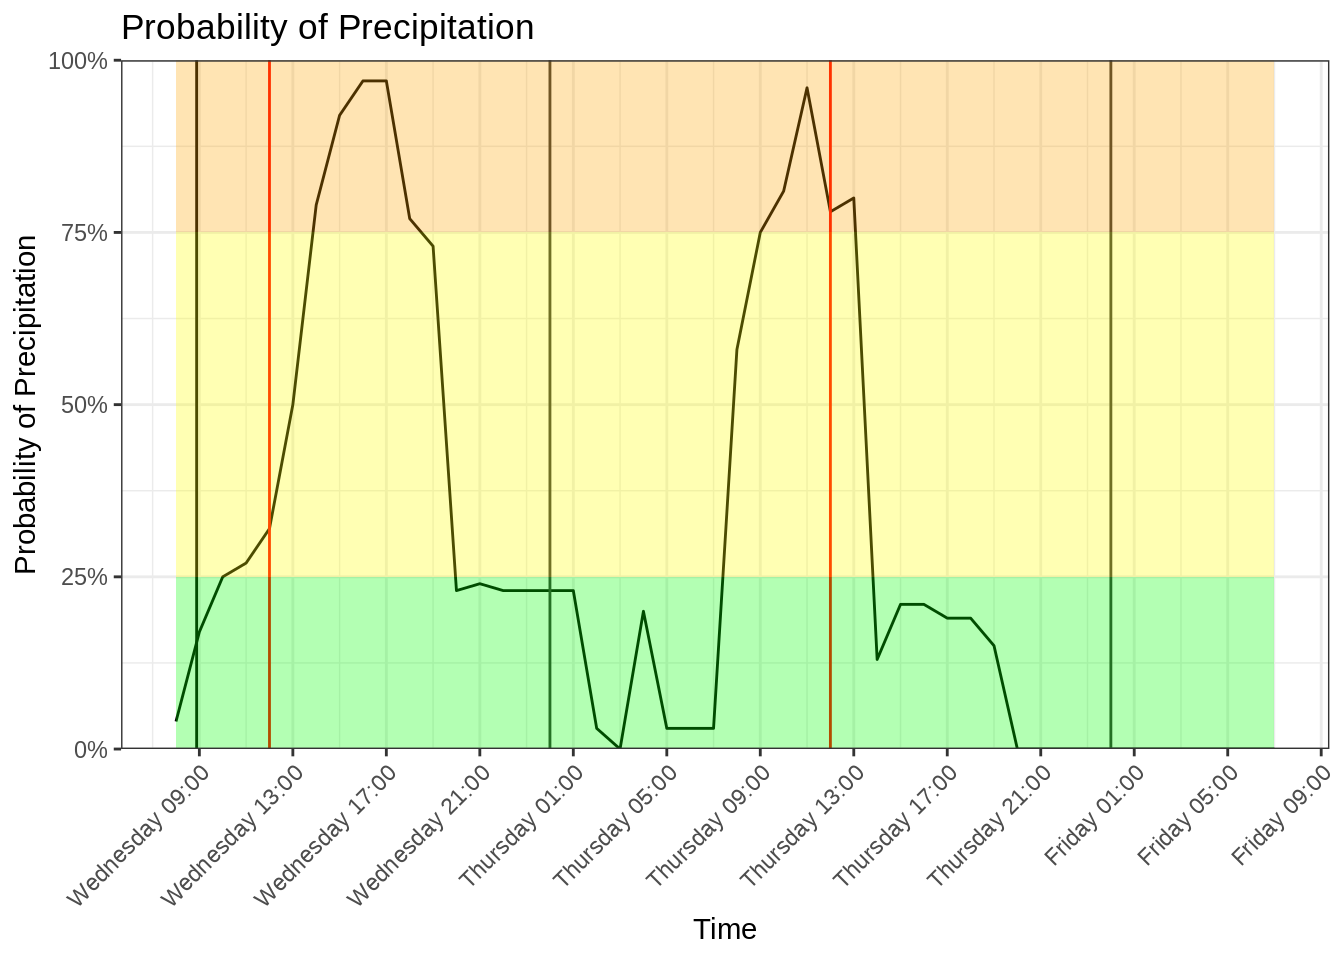 Probability of Precipitation
100%
75%
50%
25%
0%
Probability of Precipitation
Wednesday 09:00
Wednesday 13:00
Wednesday 17:00
Wednesday 21:00
Thursday 01:00
Thursday 05:00
Thursday 09:00
Thursday 13:00
Thursday 17:00
Thursday 21:00
Friday 01:00
Friday 05:00
Friday 09:00
Time